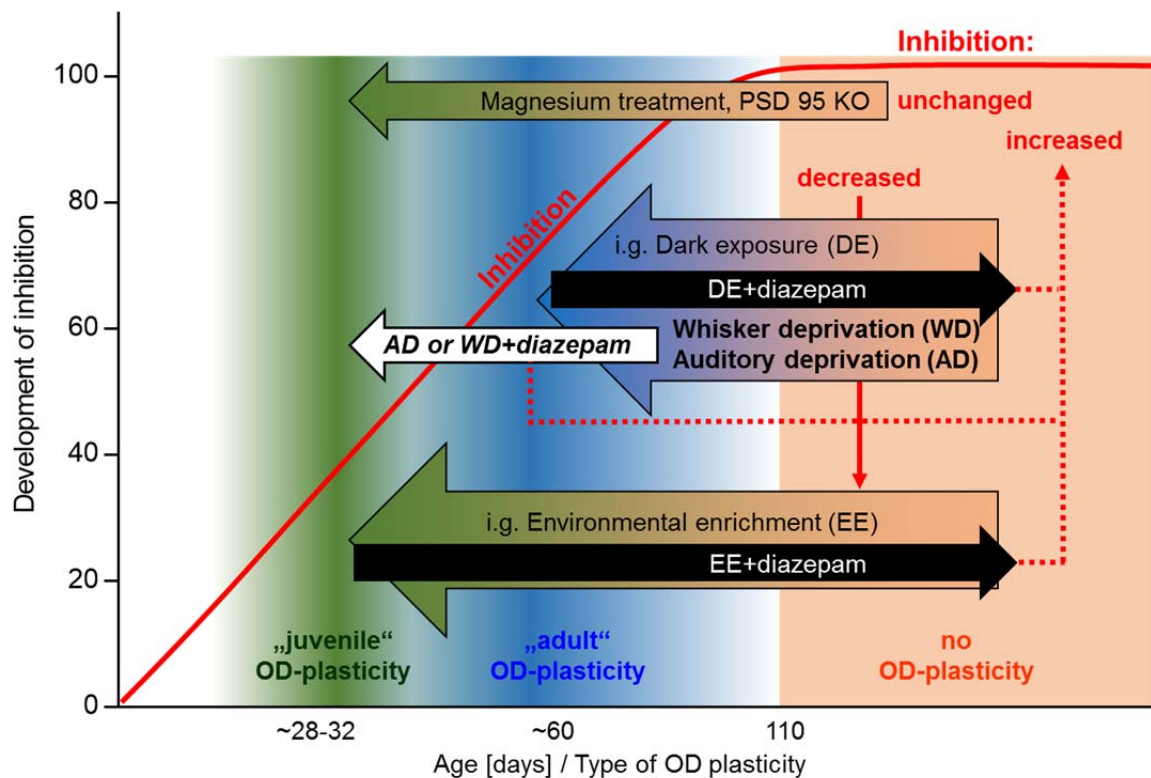 Inhibition:
100
Magnesium treatment, PSD 95 KO
unchanged
increased
decreased
80
Inhibition
i.g. Dark exposure (DE)
DE+diazepam
60
AD or WD+diazepam
Whisker deprivation (WD)
Auditory deprivation (AD)
40
i.g. Environmental enrichment (EE)
EE+diazepam
20
„juvenile“
OD-plasticity
„adult“
OD-plasticity
no
OD-plasticity
0
Development of inhibition
~28-32
~60
110
Age [days] / Type of OD plasticity